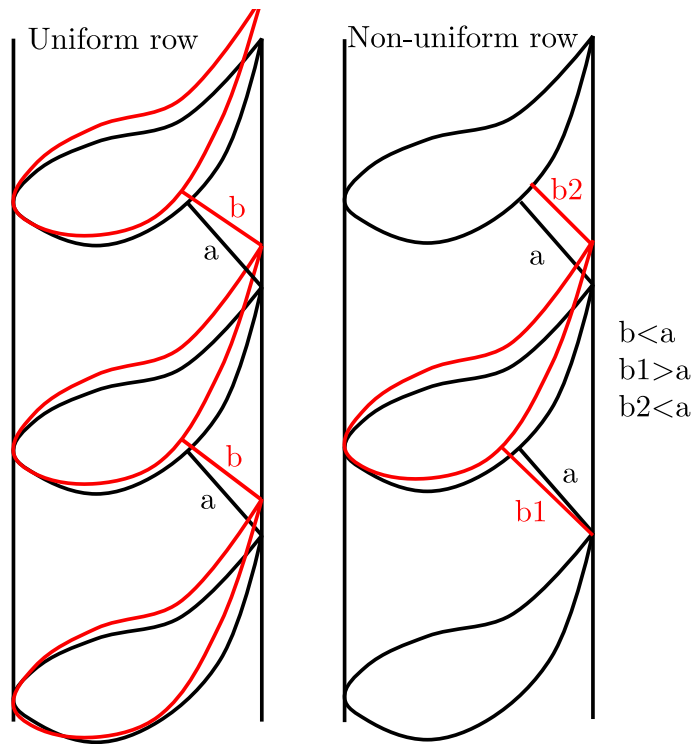 Uniform row
Non-uniform row
b
a
b2
a
b<a
b1>a
b2<a
b
a
a
b1